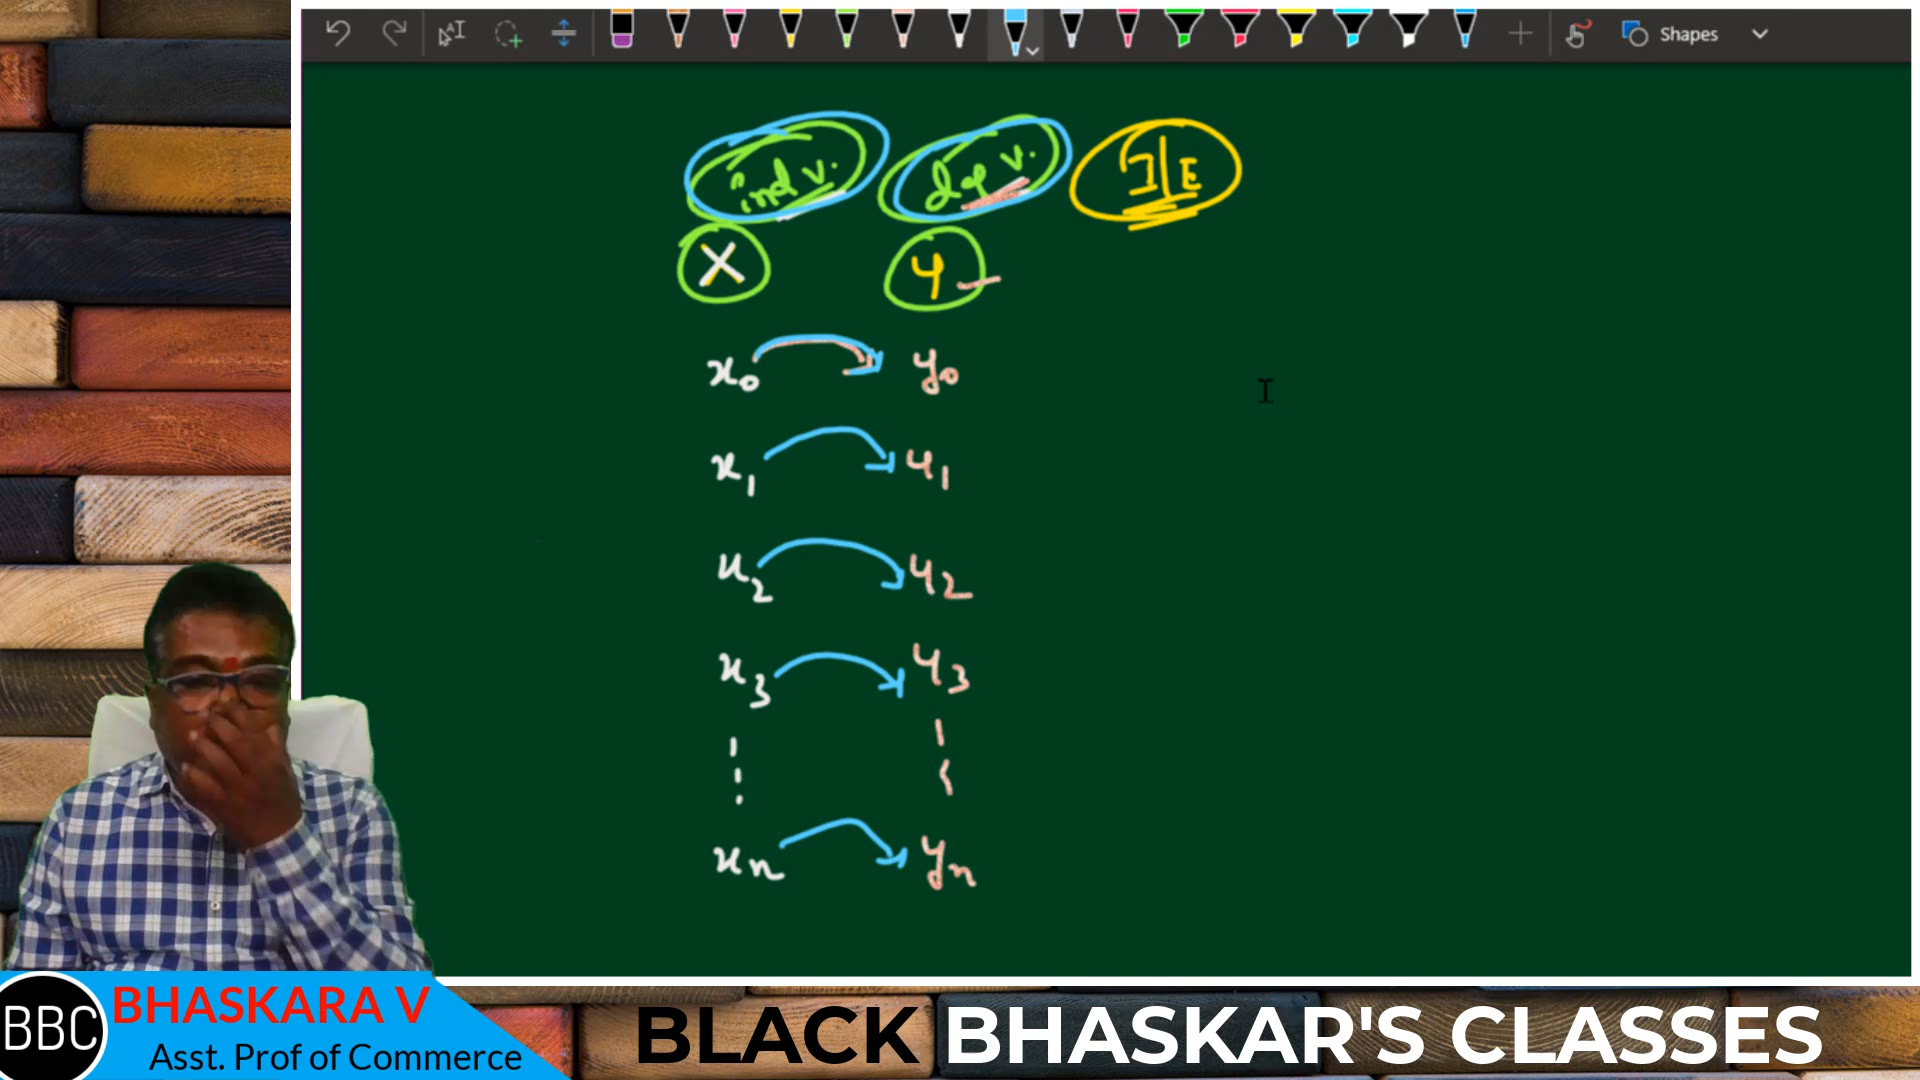 Shapes
ind v. dep v. I/E
X Y
x0 y0
x1 y1
x2 y2
x3 y3
xn yn
BBC
BHASKARA V
Asst. Prof of Commerce
BLACK BHASKAR'S CLASSES